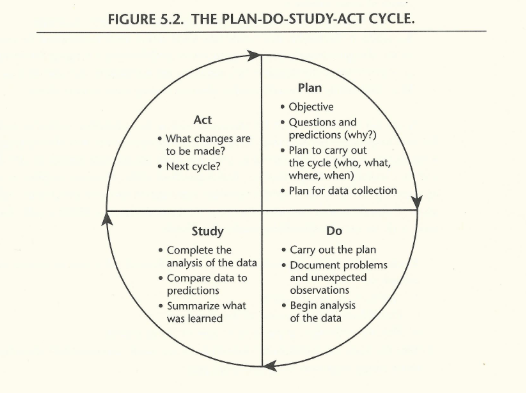 FIGURE 5.2. THE PLAN-DO-STUDY-ACT CYCLE.
Act
• What changes are
to be made?
• Next cycle?
Plan
• Objective
• Questions and
predictions (why?)
• Plan to carry out
the cycle (who, what,
where, when)
• Plan for data collection
Study
• Complete the
analysis of the data
• Compare data to
predictions
• Summarize what
was learned
Do
• Carry out the plan
• Document problems
and unexpected
observations
• Begin analysis
of the data